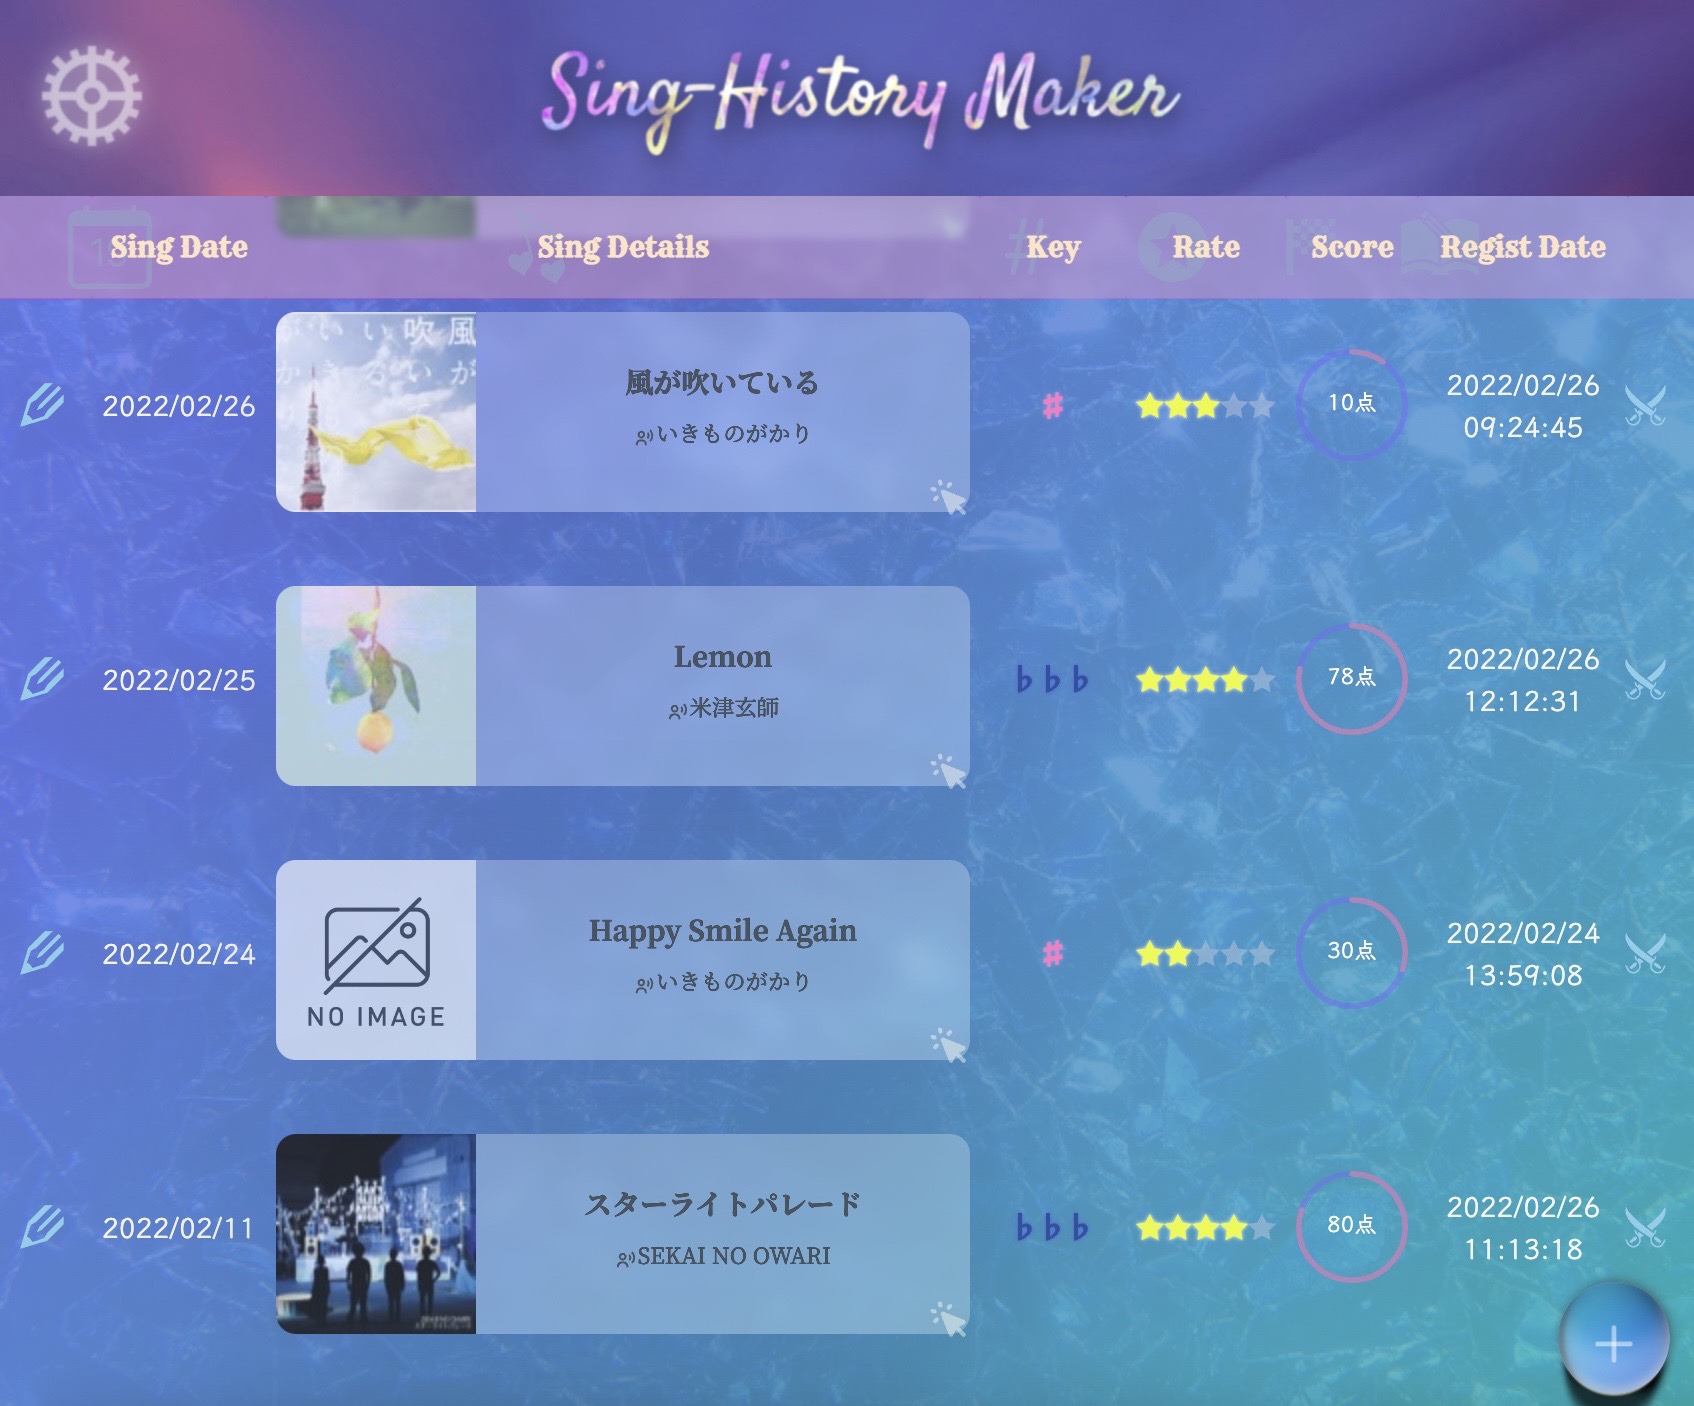 Sing-History Maker
Sing Date
Sing Details
Key
Rate
Score
Regist Date
2022/02/26
風が吹いている
いきものがかり
#
10点
2022/02/26
09:24:45
2022/02/25
Lemon
米津玄師
♭♭♭
78点
2022/02/26
12:12:31
2022/02/24
NO IMAGE
Happy Smile Again
いきものがかり
#
30点
2022/02/24
13:59:08
2022/02/11
スターライトパレード
SEKAI NO OWARI
♭♭♭
80点
2022/02/26
11:13:18